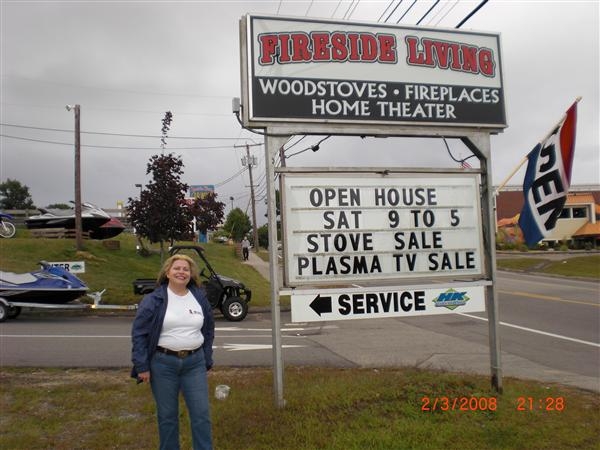 FIRESIDE LIVING
WOODSTOVES • FIREPLACES
HOME THEATER
OPEN HOUSE
SAT 9 TO 5
STOVE SALE
PLASMA TV SALE
SERVICE HK
OPEN
2/3/2008 21:28